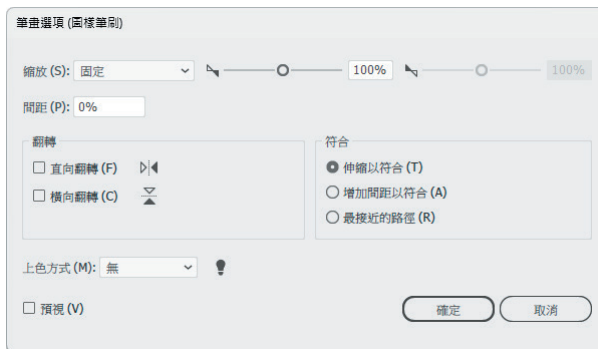 筆畫選項 (圖樣筆刷)
縮放 (S): 固定 100% 100%
間距 (P): 0%
翻轉
直向翻轉 (F)
橫向翻轉 (C)
符合
伸縮以符合 (T)
增加間距以符合 (A)
最接近的路徑 (R)
上色方式 (M): 無
預視 (V)
確定 取消